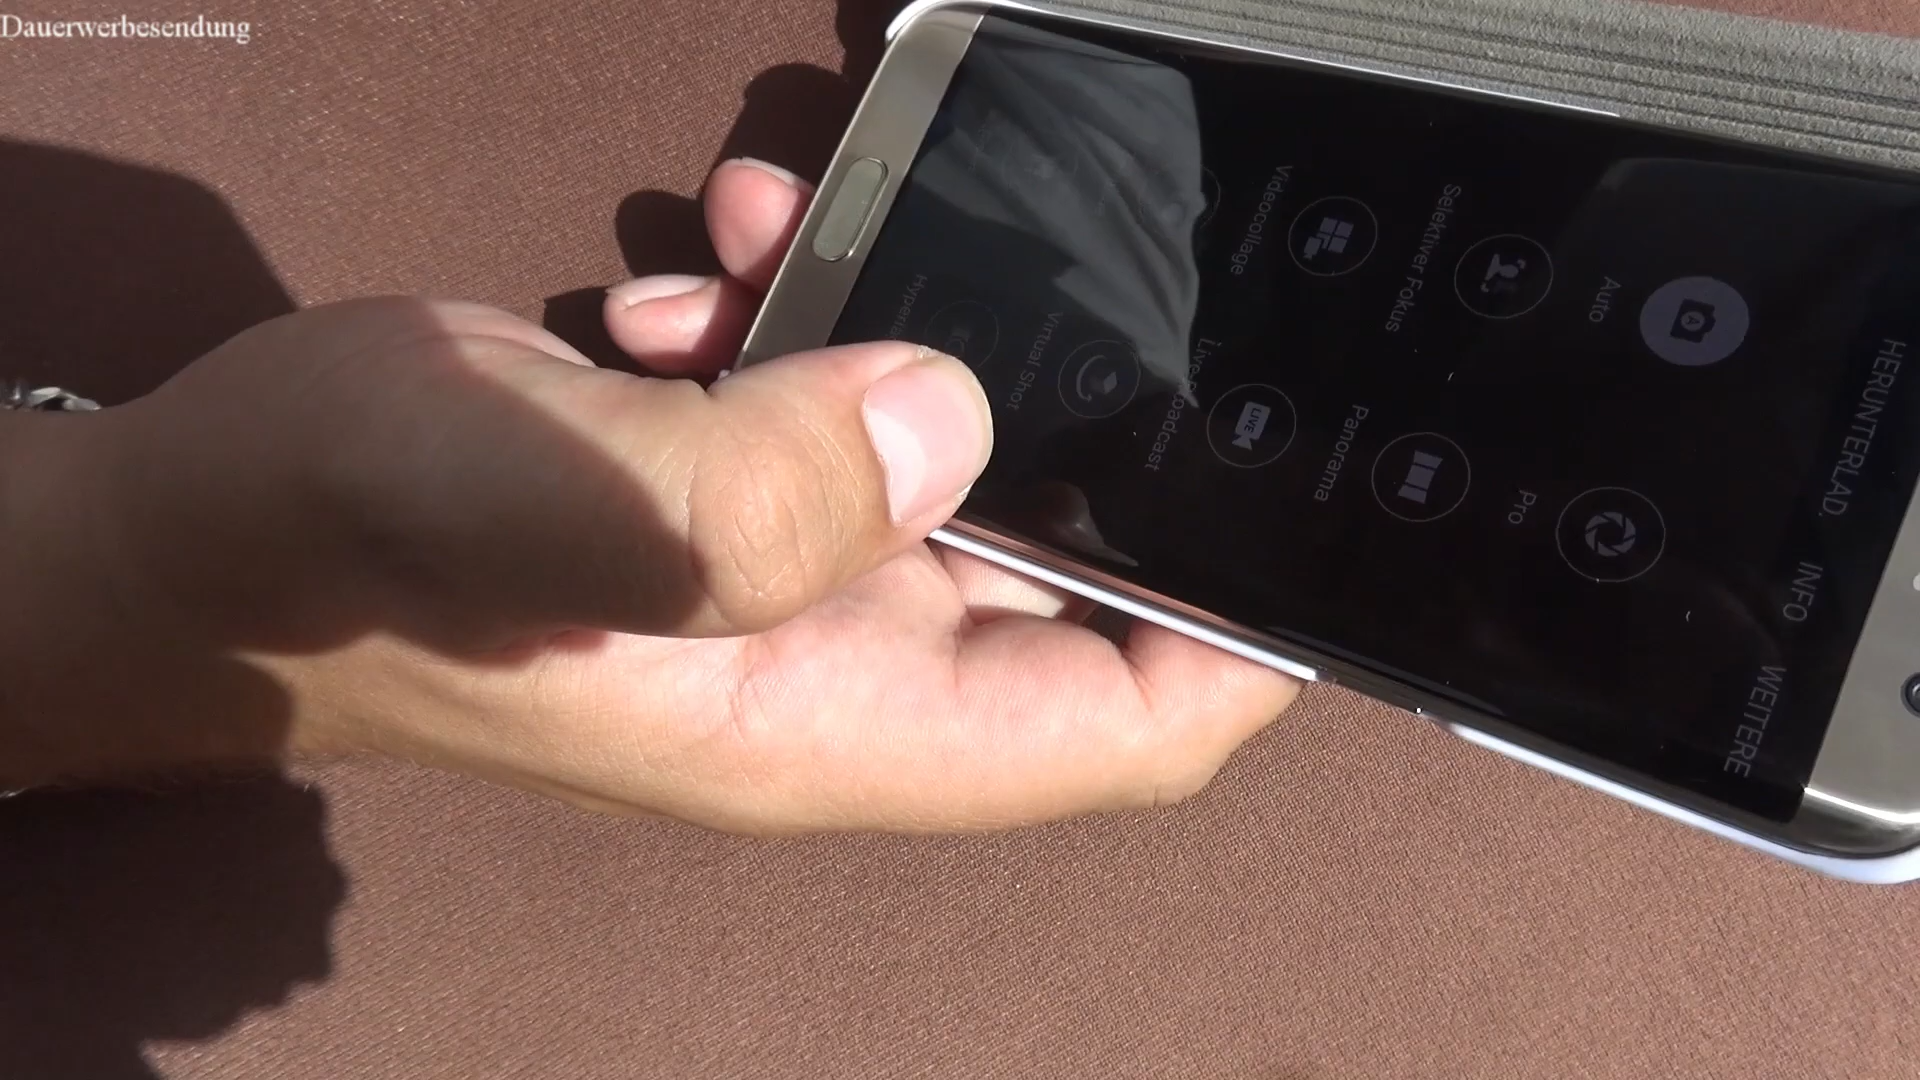 Dauerwerbesendung
HERUNTERLAD.
INFO
WEITERE
Auto
Pro
Selektiver Fokus
Panorama
Videocollage
Live Broadcast
LIVE
Virtual Shot